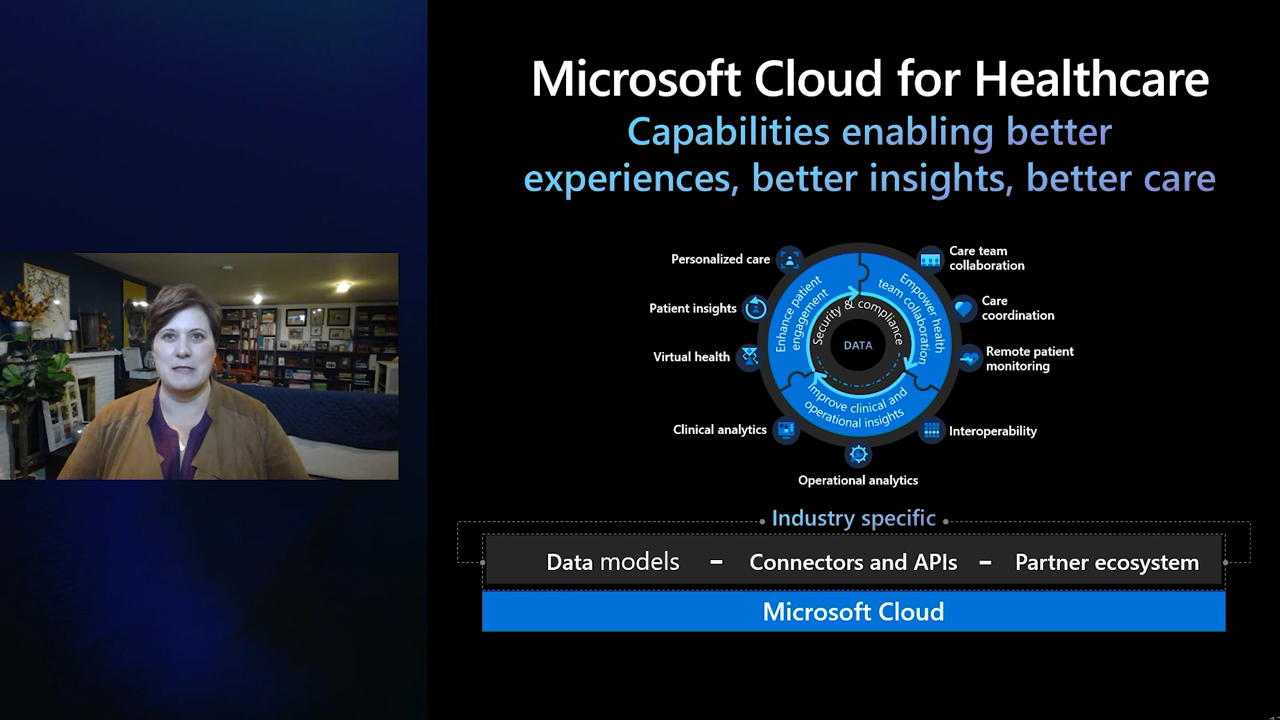 Microsoft Cloud for Healthcare
Capabilities enabling better
experiences, better insights, better care
Personalized care
Patient insights
Virtual health
Clinical analytics
Operational analytics
Care team
collaboration
Care
coordination
Remote patient
monitoring
Interoperability
Enhance patient
engagement
Empower health
team collaboration
Improve clinical and
operational insights
Security & compliance
DATA
Industry specific
Data models - Connectors and APIs - Partner ecosystem
Microsoft Cloud